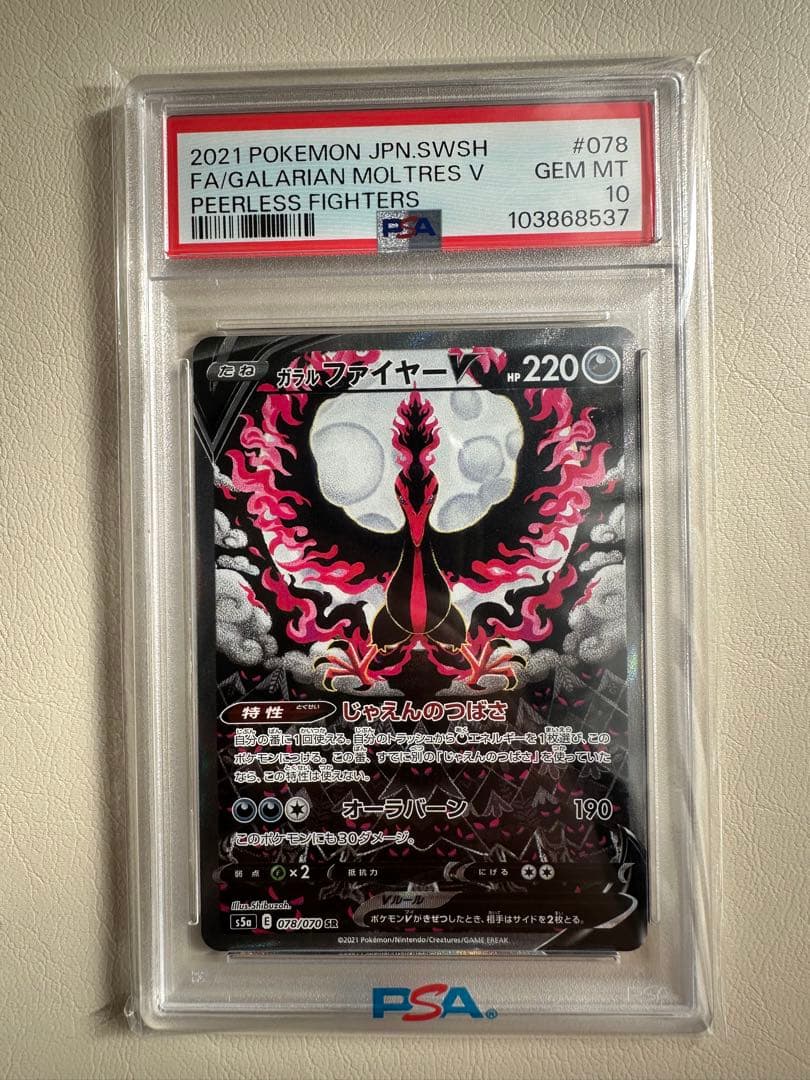 2021 POKEMON JPN.SWSH #078
FA/GALARIAN MOLTRES V GEM MT
PEERLESS FIGHTERS 10
103868537
PSA
たね ガラル ファイヤーV HP 220
特性 とくせい じゃえんのつばさ
自分の番に1回使える。自分のトラッシュからエネルギーを1枚選び、この
ポケモンにつける。この番、すでに別の「じゃえんのつばさ」を使っていた
なら、この特性は使えない。
オーラバーン 190
このポケモンにも30ダメージ。
弱点 ×2 抵抗力 にげる
Illus. Shibuzoh.
Vルール
s5a E 078/070 SR ポケモンVがきぜつしたとき、相手はサイドを2枚とる。
©2021 Pokémon/Nintendo/Creatures/GAME FREAK.
PSA®